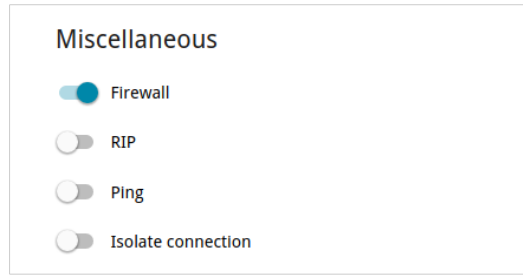 Miscellaneous
Firewall
RIP
Ping
Isolate connection